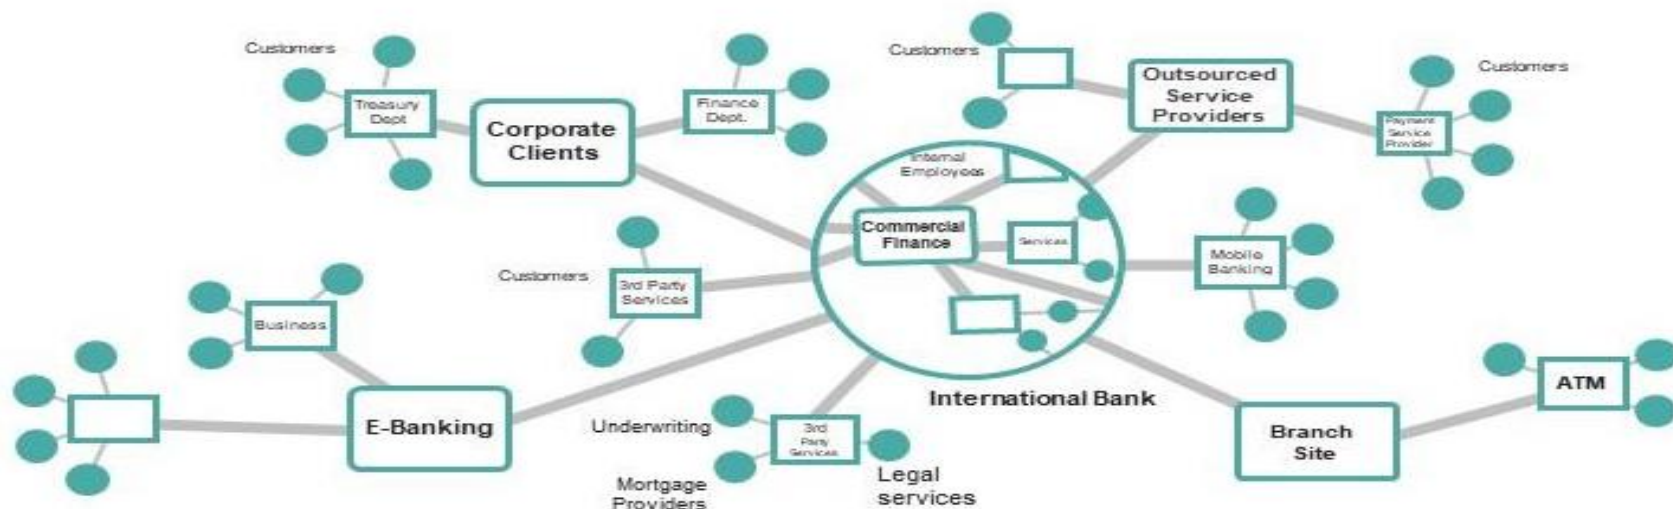 Customers
Treasury
Dept
Corporate
Clients
Finance
Dept.
Customers
Outsourced
Service
Providers
Customers
Payment
Service
Provider
Internal
Employees
Commercial
Finance
Services
Mobile
Banking
Customers
3rd Party
Services
Business
E-Banking
International Bank
Underwriting
3rd
Party
Services
Mortgage
Providers
Legal
services
Branch
Site
ATM